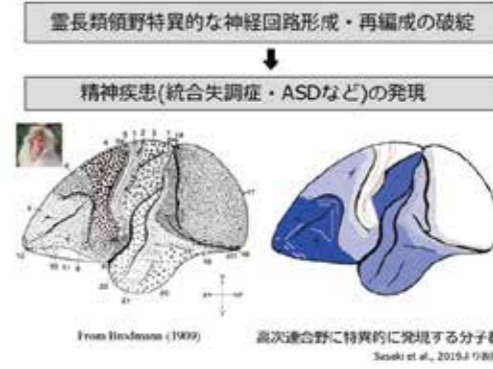 霊長類領野特異的な神経回路形成・再編成の破綻
精神疾患(統合失調症・ASDなど)の発現
From Brodmann (1909)
高次連合野に特異的に発現する分子
Sasaki et al., 2019より